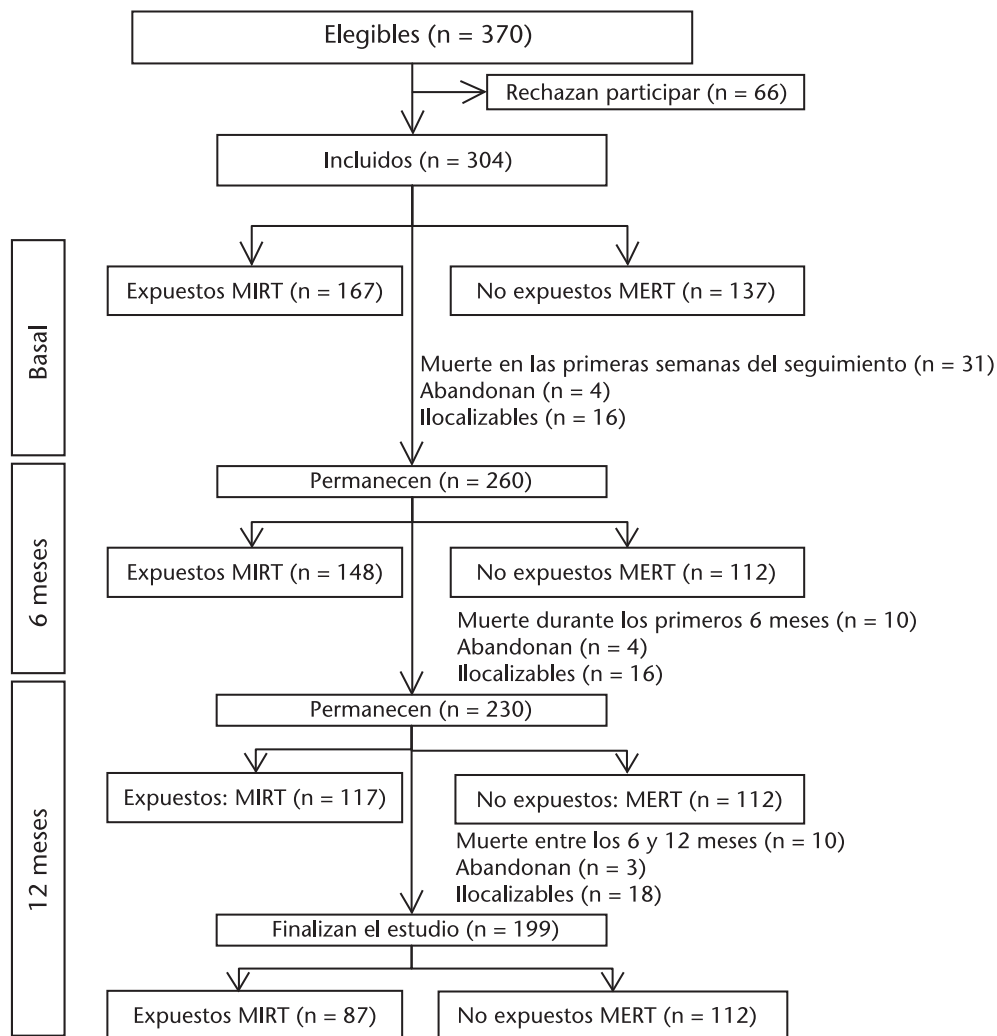 Elegibles (n = 370)
Rechazan participar (n = 66)
Incluidos (n = 304)
Basal
Expuestos MIRT (n = 167)
No expuestos MERT (n = 137)
Muerte en las primeras semanas del seguimiento (n = 31)
Abandonan (n = 4)
Ilocalizables (n = 16)
6 meses
Permanecen (n = 260)
Expuestos MIRT (n = 148)
No expuestos MERT (n = 112)
Muerte durante los primeros 6 meses (n = 10)
Abandonan (n = 4)
Ilocalizables (n = 16)
12 meses
Permanecen (n = 230)
Expuestos: MIRT (n = 117)
No expuestos: MERT (n = 112)
Muerte entre los 6 y 12 meses (n = 10)
Abandonan (n = 3)
Ilocalizables (n = 18)
Finalizan el estudio (n = 199)
Expuestos MIRT (n = 87)
No expuestos MERT (n = 112)